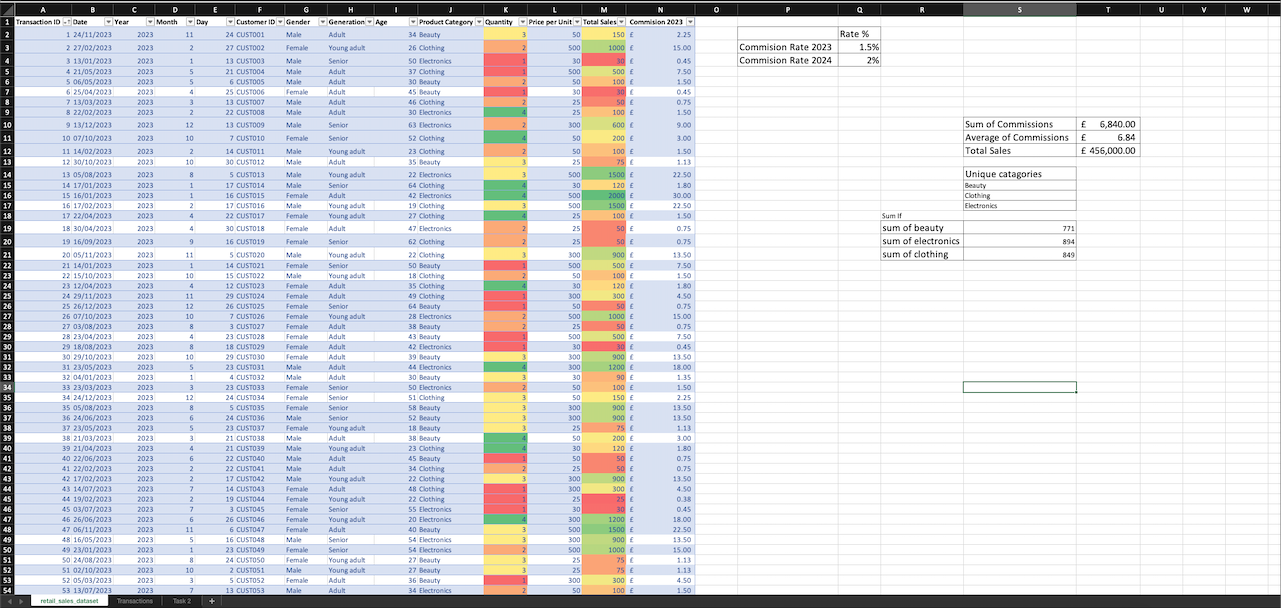 A B C D E F G H I J K L M N O P Q R S T U V W
1 Transaction ID Date Year Month Day Customer ID Gender Generation Age Product Category Quantity Price per Unit Total Sales Commision 2023
2 1 24/11/2023 2023 11 24 CUST001 Male Adult 34 Beauty 3 50 150 £ 2.25 Rate %
3 2 27/02/2023 2023 2 27 CUST002 Female Young adult 26 Clothing 2 500 1000 £ 15.00 Commision Rate 2023 1.5%
4 3 13/01/2023 2023 1 13 CUST003 Male Senior 50 Electronics 1 30 30 £ 0.45 Commision Rate 2024 2%
5 4 21/05/2023 2023 5 21 CUST004 Male Adult 37 Clothing 1 500 500 £ 7.50
6 5 06/05/2023 2023 5 6 CUST005 Male Adult 30 Beauty 2 50 100 £ 1.50
7 6 25/04/2023 2023 4 25 CUST006 Female Adult 45 Beauty 1 30 30 £ 0.45
8 7 13/03/2023 2023 3 13 CUST007 Male Adult 46 Clothing 2 25 50 £ 0.75
9 8 22/02/2023 2023 2 22 CUST008 Male Adult 30 Electronics 4 25 100 £ 1.50
10 9 13/12/2023 2023 12 13 CUST009 Male Senior 63 Electronics 2 300 600 £ 9.00 Sum of Commissions £ 6,840.00
11 10 07/10/2023 2023 10 7 CUST010 Female Senior 52 Clothing 4 50 200 £ 3.00 Average of Commissions £ 6.84
12 11 14/02/2023 2023 2 14 CUST011 Male Young adult 23 Clothing 2 50 100 £ 1.50 Total Sales £ 456,000.00
13 12 30/10/2023 2023 10 30 CUST012 Male Adult 35 Beauty 3 25 75 £ 1.13
14 13 05/08/2023 2023 8 5 CUST013 Male Young adult 22 Electronics 3 500 1500 £ 22.50 Unique catagories
15 14 17/01/2023 2023 1 17 CUST014 Male Senior 64 Clothing 4 30 120 £ 1.80 Beauty
16 15 16/01/2023 2023 1 16 CUST015 Male Adult 42 Electronics 4 500 2000 £ 30.00 Clothing
17 16 17/02/2023 2023 2 17 CUST016 Male Young adult 19 Clothing 3 500 1500 £ 22.50 Electronics
18 17 22/04/2023 2023 4 22 CUST017 Female Young adult 27 Clothing 4 25 100 £ 1.50 Sum If
19 18 30/04/2023 2023 4 30 CUST018 Female Adult 47 Electronics 2 25 50 £ 0.75 sum of beauty 771
20 19 16/09/2023 2023 9 16 CUST019 Female Senior 62 Clothing 2 25 50 £ 0.75 sum of electronics 894
21 20 05/11/2023 2023 11 5 CUST020 Male Young adult 22 Clothing 3 300 900 £ 13.50 sum of clothing 849
22 21 14/01/2023 2023 1 14 CUST021 Female Senior 50 Beauty 1 500 500 £ 7.50
23 22 15/10/2023 2023 10 15 CUST022 Male Young adult 18 Clothing 2 50 100 £ 1.50
24 23 12/04/2023 2023 4 12 CUST023 Female Adult 35 Clothing 4 30 120 £ 1.80
25 24 29/11/2023 2023 11 29 CUST024 Female Adult 49 Clothing 1 300 300 £ 4.50
26 25 26/12/2023 2023 12 26 CUST025 Female Senior 64 Beauty 1 50 50 £ 0.75
27 26 07/10/2023 2023 10 7 CUST026 Female Young adult 28 Electronics 2 500 1000 £ 15.00
28 27 03/08/2023 2023 8 3 CUST027 Female Adult 38 Beauty 2 25 50 £ 0.75
29 28 23/04/2023 2023 4 23 CUST028 Female Adult 43 Beauty 1 500 500 £ 7.50
30 29 18/08/2023 2023 8 18 CUST029 Female Adult 42 Electronics 1 30 30 £ 0.45
31 30 29/10/2023 2023 10 29 CUST030 Female Adult 39 Beauty 3 300 900 £ 13.50
32 31 23/05/2023 2023 5 23 CUST031 Male Adult 44 Electronics 4 300 1200 £ 18.00
33 32 04/01/2023 2023 1 4 CUST032 Male Adult 30 Beauty 3 30 90 £ 1.35
34 33 23/03/2023 2023 3 23 CUST033 Female Senior 50 Electronics 2 50 100 £ 1.50
35 34 24/12/2023 2023 12 24 CUST034 Female Senior 51 Clothing 3 50 150 £ 2.25
36 35 05/08/2023 2023 8 5 CUST035 Female Senior 58 Beauty 3 300 900 £ 13.50
37 36 24/06/2023 2023 6 24 CUST036 Male Senior 52 Beauty 3 300 900 £ 13.50
38 37 23/05/2023 2023 5 23 CUST037 Female Young adult 18 Beauty 3 25 75 £ 1.13
39 38 21/03/2023 2023 3 21 CUST038 Male Adult 38 Beauty 4 50 200 £ 3.00
40 39 21/04/2023 2023 4 21 CUST039 Male Young adult 23 Clothing 4 30 120 £ 1.80
41 40 22/06/2023 2023 6 22 CUST040 Male Adult 45 Beauty 1 50 50 £ 0.75
42 41 22/02/2023 2023 2 22 CUST041 Male Adult 34 Clothing 2 25 50 £ 0.75
43 42 17/02/2023 2023 2 17 CUST042 Male Young adult 22 Clothing 3 300 900 £ 13.50
44 43 14/07/2023 2023 7 14 CUST043 Female Adult 48 Clothing 1 300 300 £ 4.50
45 44 19/02/2023 2023 2 19 CUST044 Female Young adult 22 Clothing 1 25 25 £ 0.38
46 45 03/07/2023 2023 7 3 CUST045 Female Senior 55 Electronics 1 30 30 £ 0.45
47 46 26/06/2023 2023 6 26 CUST046 Female Young adult 20 Electronics 4 300 1200 £ 18.00
48 47 06/11/2023 2023 11 6 CUST047 Female Adult 40 Beauty 3 500 1500 £ 22.50
49 48 16/05/2023 2023 5 16 CUST048 Male Senior 54 Electronics 3 300 900 £ 13.50
50 49 23/01/2023 2023 1 23 CUST049 Female Senior 54 Electronics 2 500 1000 £ 15.00
51 50 24/08/2023 2023 8 24 CUST050 Female Young adult 27 Beauty 3 25 75 £ 1.13
52 51 02/10/2023 2023 10 2 CUST051 Male Young adult 27 Beauty 3 25 75 £ 1.13
53 52 05/03/2023 2023 3 5 CUST052 Female Adult 36 Beauty 1 300 300 £ 4.50
54 53 13/07/2023 2023 7 13 CUST053 Male Adult 34 Electronics 2 50 100 £ 1.50
retail_sales_dataset Transactions Task 2 +